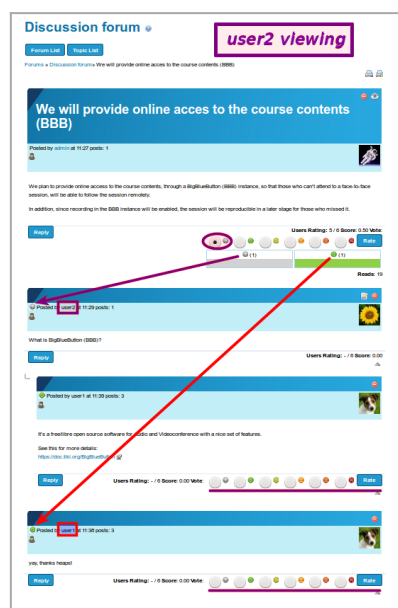 Discussion forum
user2 viewing
Forum List Topic List
Forums » Discussion forum» We will provide online acces to the course contents (BBB)
We will provide online acces to the course contents
(BBB)
Posted by admin at 11:27 posts: 1
We plan to provide online access to the course contents, through a BigBlueButton (BBB) instance, so that those who can't attend to a face-to-face
session, will be able to follow the session remotely.
In addition, since recording in the BBB instance will be enabled, the session will be reproducible in a later stage for those who missed it.
Reply
Users Rating: 5 / 6 Score: 0.50 Vote:
Rate
(1) (1)
Reads: 19
Posted by user2 at 11:29 posts: 1
What is BigBlueButton (BBB)?
Reply Users Rating: - / 6 Score: 0.00
Posted by user1 at 11:36 posts: 3
It's a free/libre open source software for Audio and Videoconference with a nice set of features.
See this for more details:
https://doc.tiki.org/BigBlueButton
Reply Users Rating: - / 6 Score: 0.00 Vote: Rate
Posted by user1 at 11:36 posts: 3
yay, thanks heaps!
Reply Users Rating: - / 6 Score: 0.00 Vote: Rate